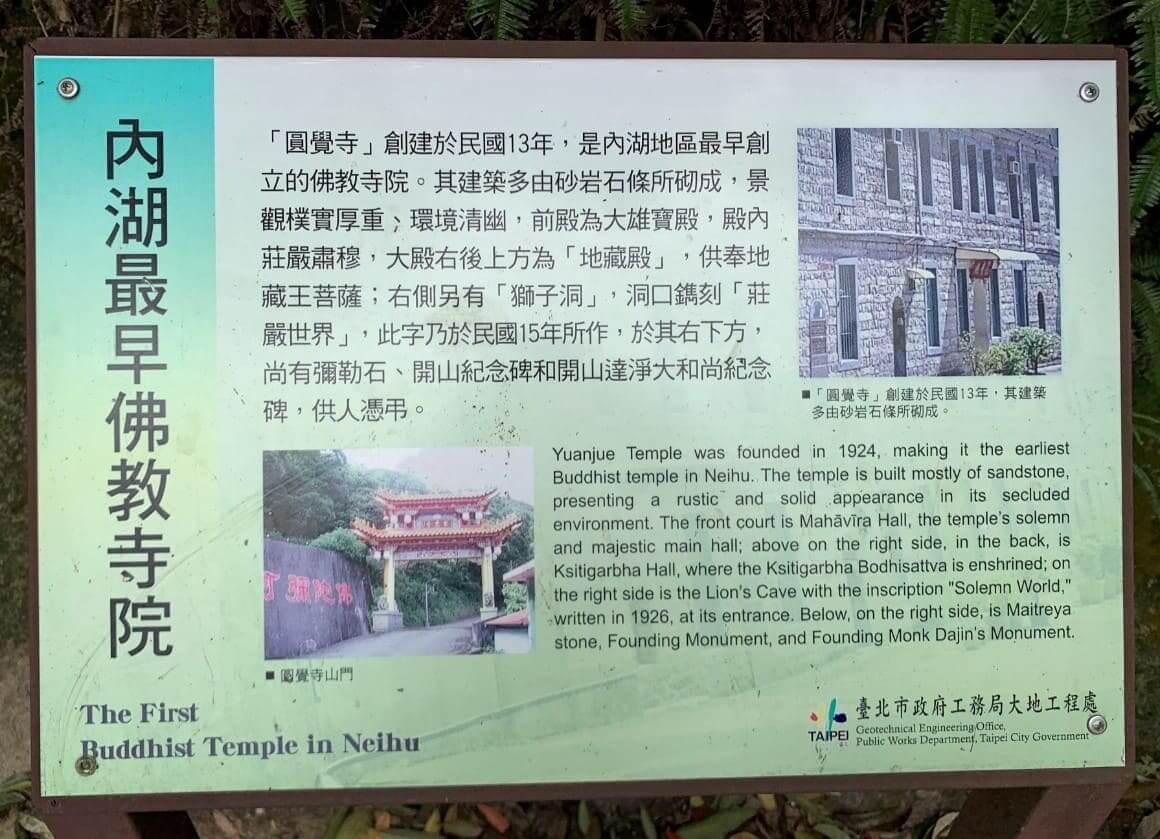 內湖最早佛教寺院
The First
Buddhist Temple in Neihu
「圓覺寺」創建於民國13年，是內湖地區最早創
立的佛教寺院。其建築多由砂岩石條所砌成，景
觀樸實厚重；環境清幽，前殿為大雄寶殿，殿內
莊嚴肅穆，大殿右後上方為「地藏殿」，供奉地
藏王菩薩；右側另有「獅子洞」，洞口鐫刻「莊
嚴世界」，此字乃於民國15年所作，於其右下方，
尚有彌勒石、開山紀念碑和開山達淨大和尚紀念
碑，供人憑弔。
■「圓覺寺」創建於民國13年，其建築
多由砂岩石條所砌成。
Yuanjue Temple was founded in 1924, making it the earliest
Buddhist temple in Neihu. The temple is built mostly of sandstone,
presenting a rustic and solid appearance in its secluded
environment. The front court is Mahāvīra Hall, the temple's solemn
and majestic main hall; above on the right side, in the back, is
Ksitigarbha Hall, where the Ksitigarbha Bodhisattva is enshrined; on
the right side is the Lion's Cave with the inscription "Solemn World,"
written in 1926, at its entrance. Below, on the right side, is Maitreya
stone, Founding Monument, and Founding Monk Dajin's Monument.
彌陀佛
■ 圓覺寺山門
TAIPEI
臺北市政府工務局大地工程處
Geotechnical Engineering Office,
Public Works Department, Taipei City Government